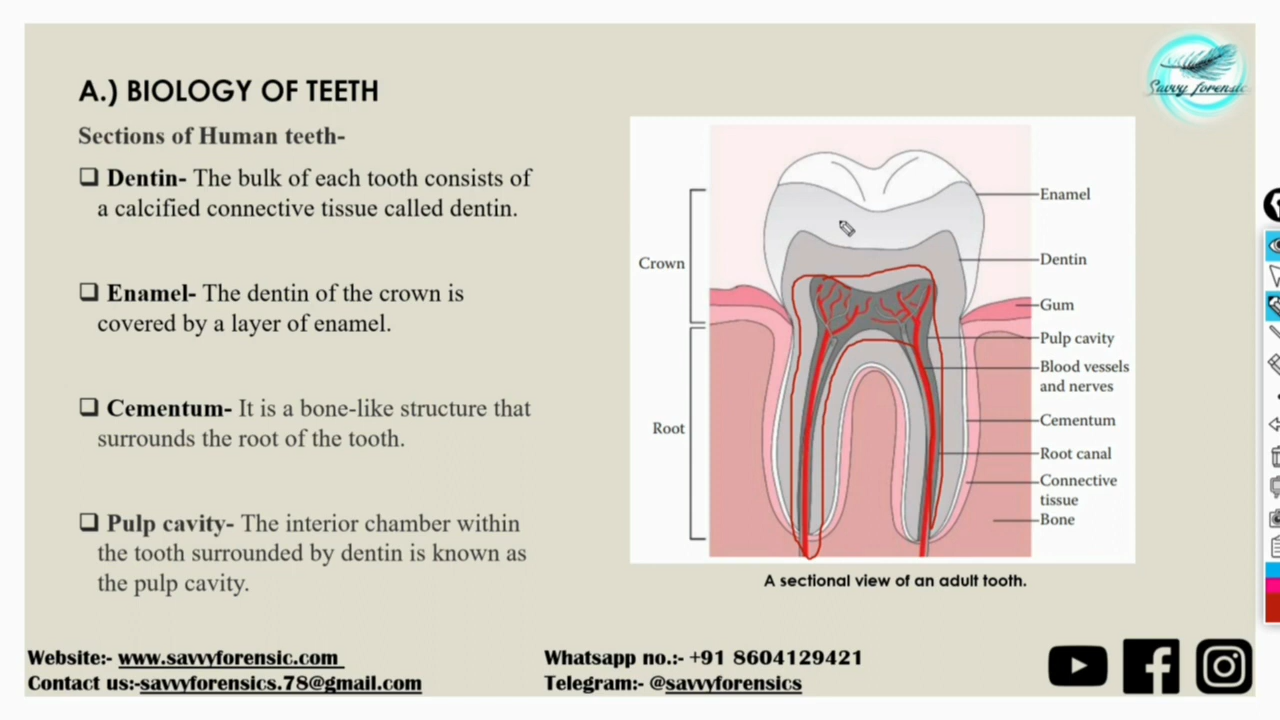 A.) BIOLOGY OF TEETH
Savvy forensic
Sections of Human teeth-
❑ Dentin- The bulk of each tooth consists of
a calcified connective tissue called dentin.
❑ Enamel- The dentin of the crown is
covered by a layer of enamel.
❑ Cementum- It is a bone-like structure that
surrounds the root of the tooth.
❑ Pulp cavity- The interior chamber within
the tooth surrounded by dentin is known as
the pulp cavity.
Crown
Root
Enamel
Dentin
Gum
Pulp cavity
Blood vessels
and nerves
Cementum
Root canal
Connective
tissue
Bone
A sectional view of an adult tooth.
Website:- www.savvyforensic.com
Contact us:-savvyforensics.78@gmail.com
Whatsapp no.:- +91 8604129421
Telegram:- @savvyforensics